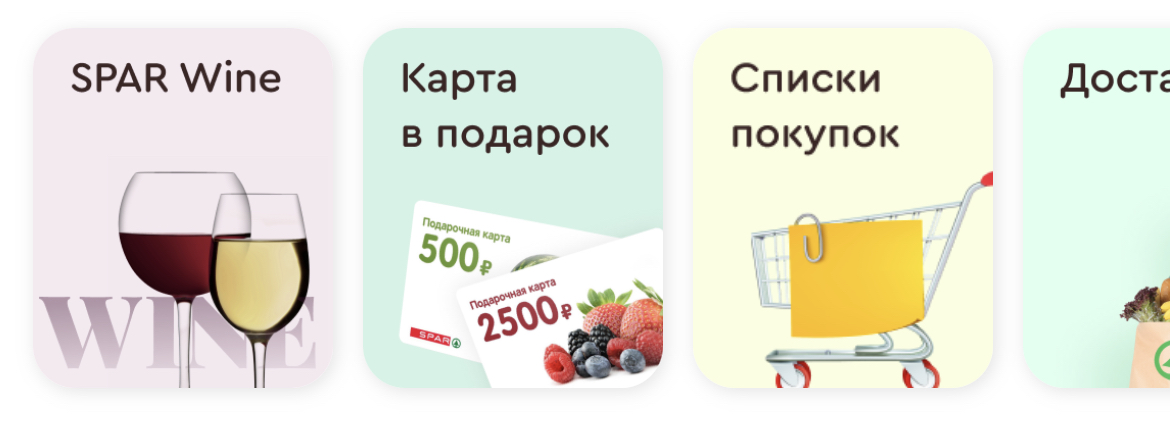 SPAR Wine
WINE
Карта
в подарок
Подарочная карта
500₽
SPAR
Подарочная карта
2500₽
Списки
покупок
Доста